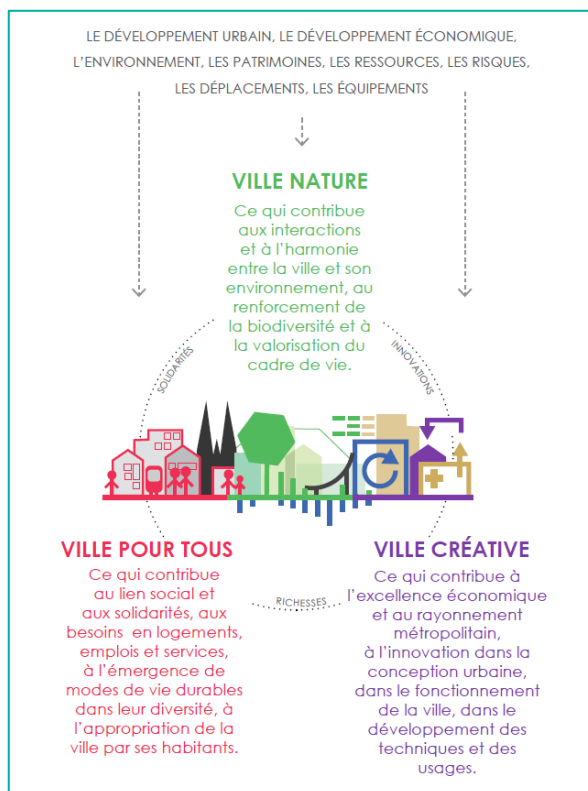 LE DÉVELOPPEMENT URBAIN, LE DÉVELOPPEMENT ÉCONOMIQUE,
L’ENVIRONNEMENT, LES PATRIMOINES, LES RESSOURCES, LES RISQUES,
LES DÉPLACEMENTS, LES ÉQUIPEMENTS
VILLE NATURE
Ce qui contribue
aux interactions
et à l’harmonie
entre la ville et son
environnement, au
renforcement de
la biodiversité et à
la valorisation du
cadre de vie.
SOLIDARITÉS
INNOVATIONS
VILLE POUR TOUS
Ce qui contribue
au lien social et
aux solidarités, aux
besoins en logements,
emplois et services,
à l’émergence de
modes de vie durables
dans leur diversité, à
l’appropriation de la
ville par ses habitants.
RICHESSES
VILLE CRÉATIVE
Ce qui contribue à
l’excellence économique
et au rayonnement
métropolitain,
à l’innovation dans la
conception urbaine,
dans le fonctionnement
de la ville, dans le
développement des
techniques et des
usages.